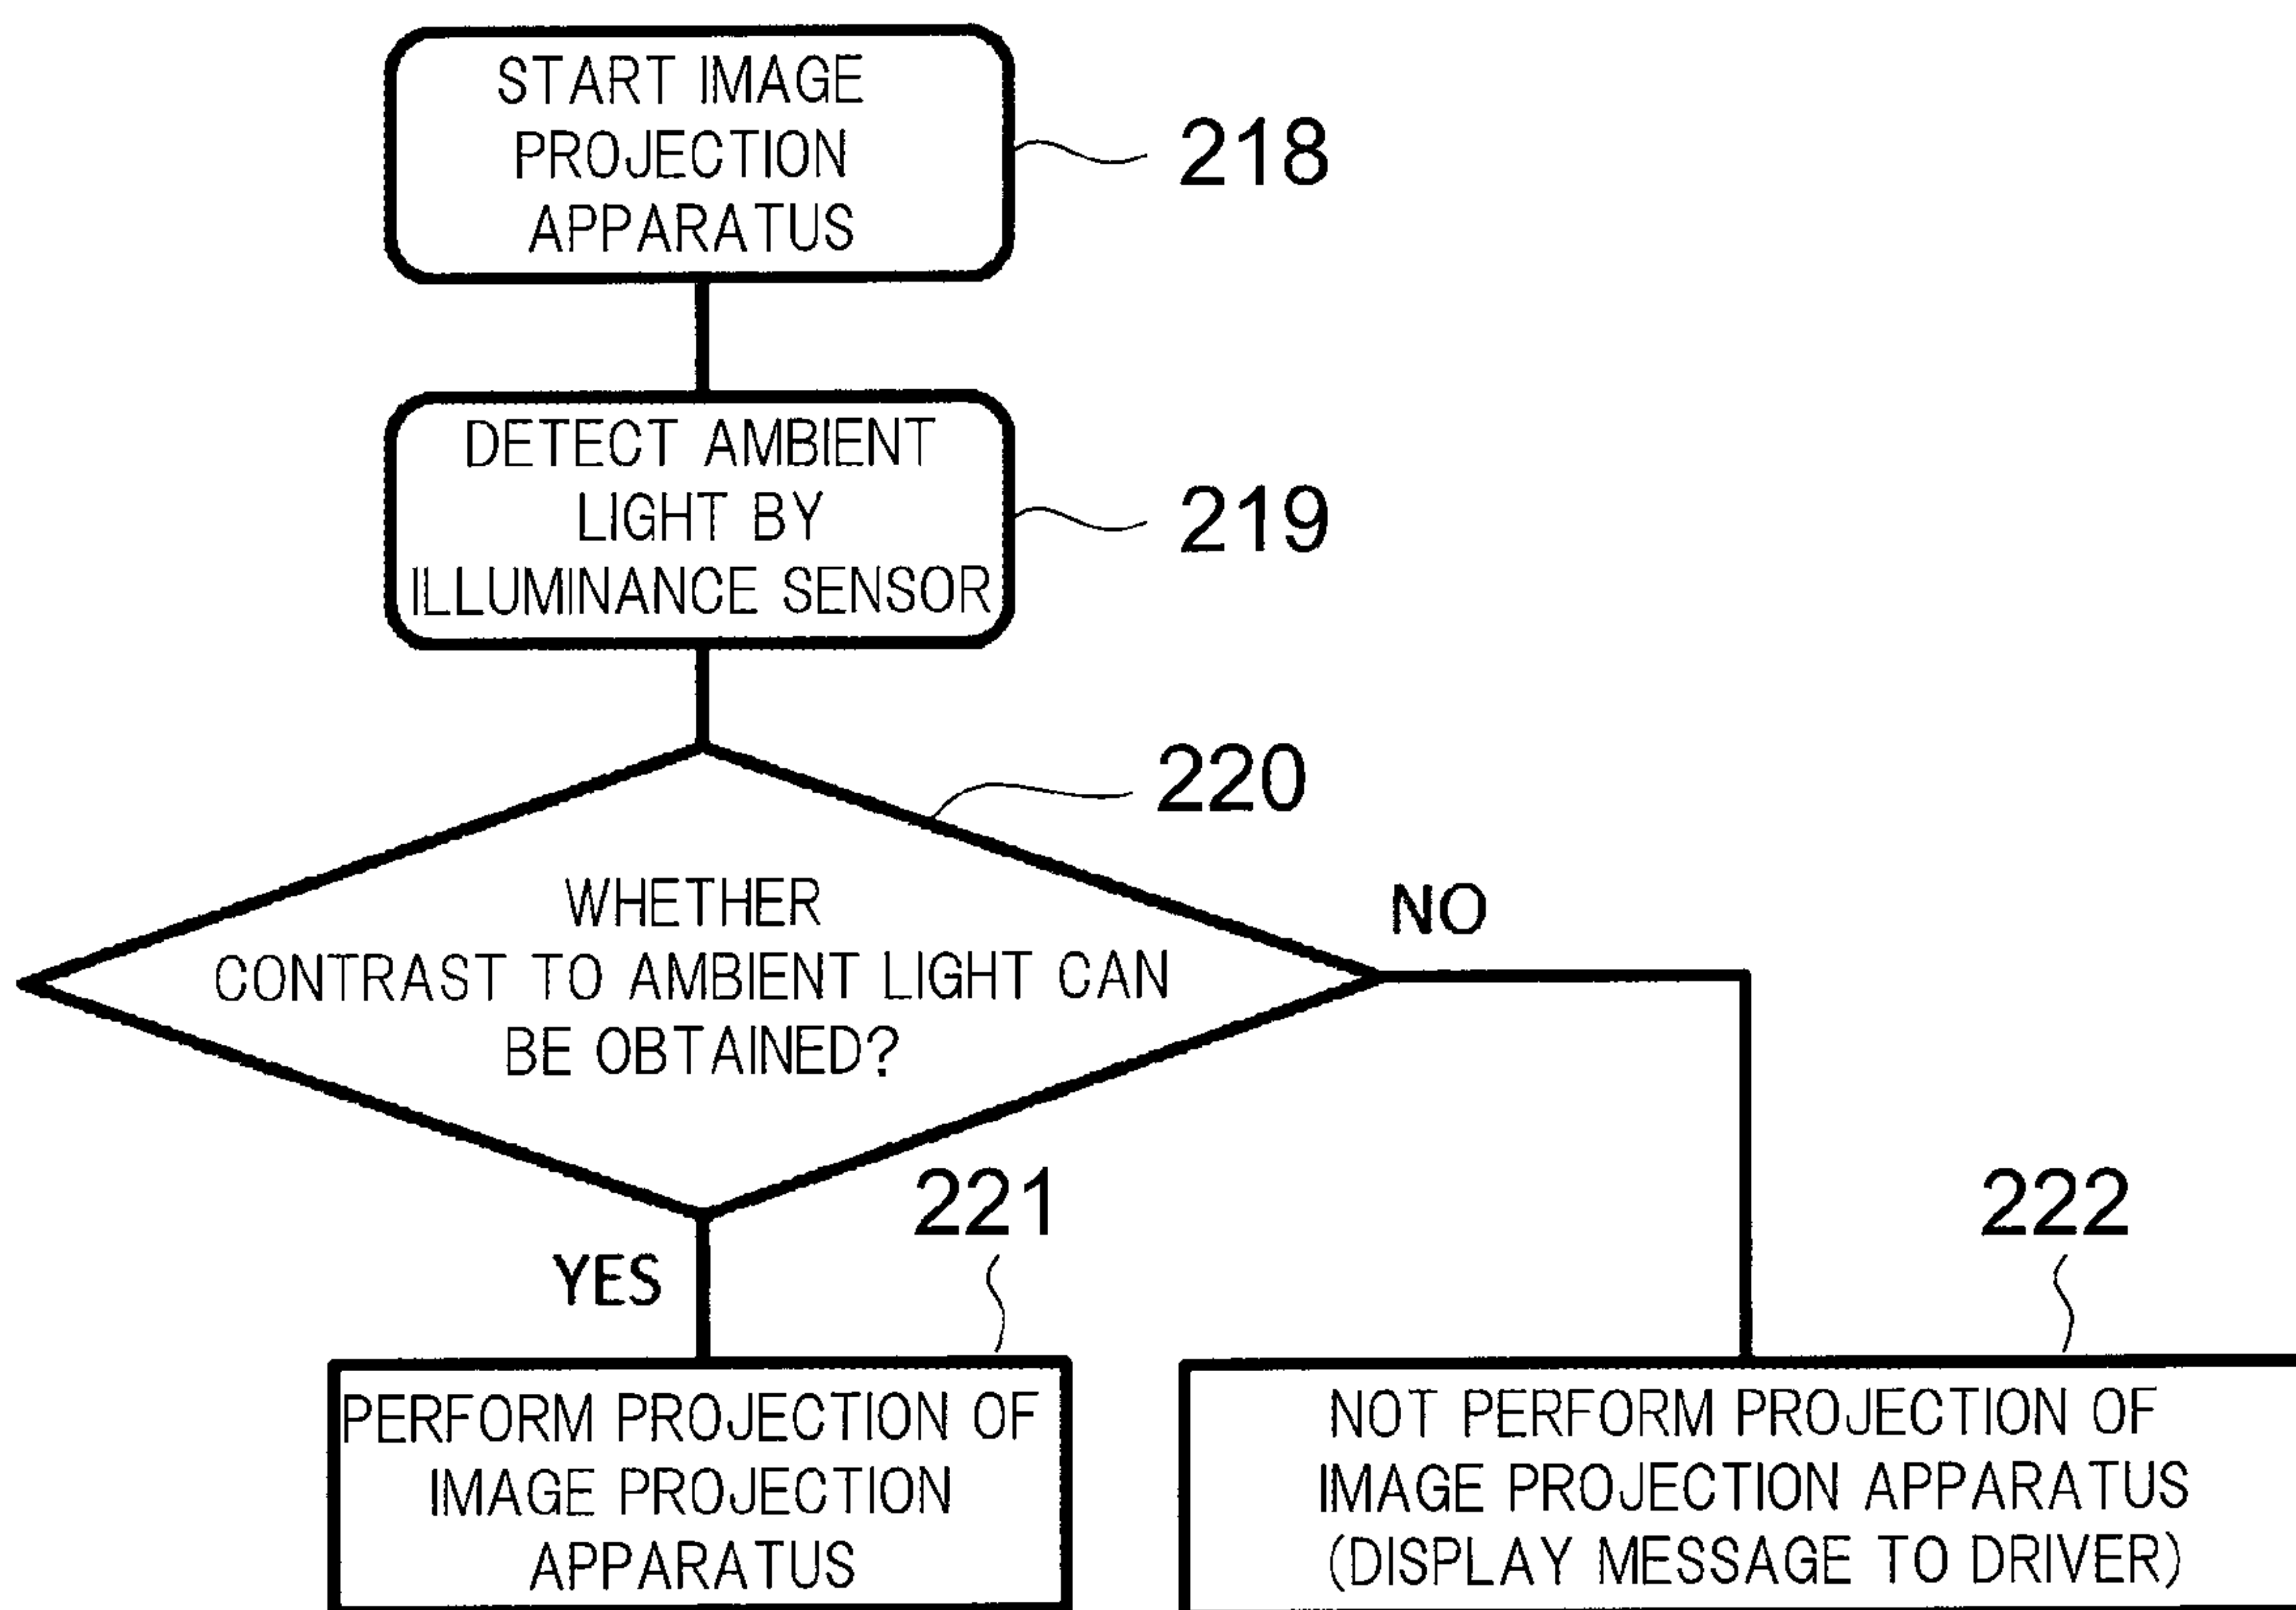 START IMAGE
PROJECTION
APPARATUS
218
DETECT AMBIENT
LIGHT BY
ILLUMINANCE SENSOR
219
220
WHETHER
CONTRAST TO AMBIENT LIGHT CAN
BE OBTAINED?
NO
YES
221
222
PERFORM PROJECTION OF
IMAGE PROJECTION
APPARATUS
NOT PERFORM PROJECTION OF
IMAGE PROJECTION APPARATUS
(DISPLAY MESSAGE TO DRIVER)